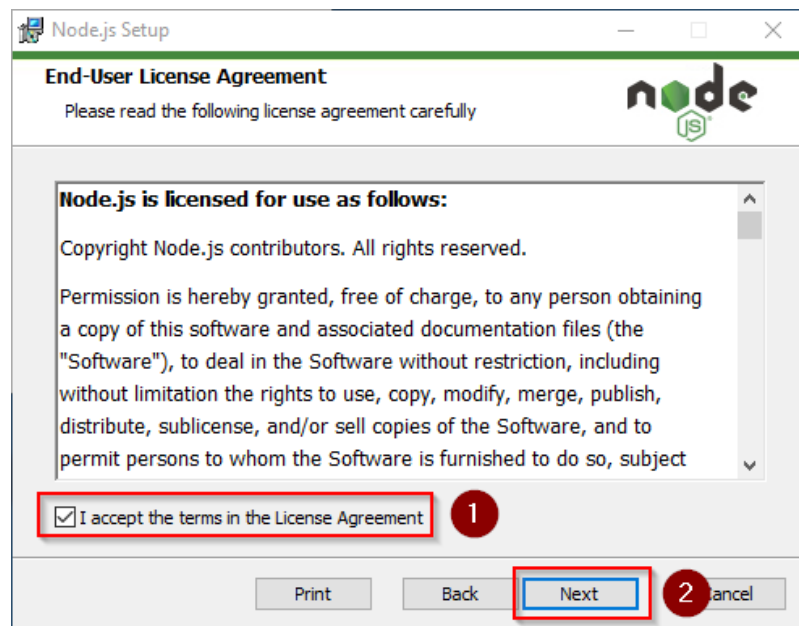 Node.js Setup
End-User License Agreement
Please read the following license agreement carefully
node
JS
Node.js is licensed for use as follows:
Copyright Node.js contributors. All rights reserved.
Permission is hereby granted, free of charge, to any person obtaining
a copy of this software and associated documentation files (the
"Software"), to deal in the Software without restriction, including
without limitation the rights to use, copy, modify, merge, publish,
distribute, sublicense, and/or sell copies of the Software, and to
permit persons to whom the Software is furnished to do so, subject
I accept the terms in the License Agreement 1
Print Back Next 2 ancel